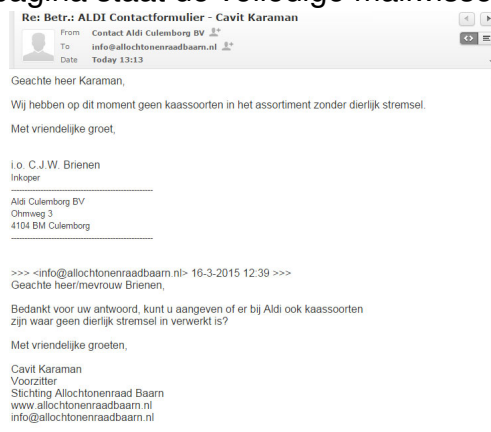 pagina staat de volledige mailwisse
Re: Betr.: ALDI Contactformulier - Cavit Karaman
From Contact Aldi Culemborg BV
To info@allochtonenraadbaarn.nl
Date Today 13:13
Geachte heer Karaman,
Wij hebben op dit moment geen kaassoorten in het assortiment zonder dierlijk stremsel.
Met vriendelijke groet,
i.o. C.J.W. Brienen
Inkoper
Aldi Culemborg BV
Ohmweg 3
4104 BM Culemborg
>>> <info@allochtonenraadbaarn.nl> 16-3-2015 12:39 >>>
Geachte heer/mevrouw Brienen,
Bedankt voor uw antwoord, kunt u aangeven of er bij Aldi ook kaassoorten
zijn waar geen dierlijk stremsel in verwerkt is?
Met vriendelijke groeten,
Cavit Karaman
Voorzitter
Stichting Allochtonenraad Baarn
www.allochtonenraadbaarn.nl
info@allochtonenraadbaarn.nl